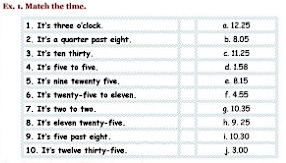 Ex. 1. Match the time.
1. It's three o'clock. a. 12.25
2. It's a quarter past eight. b. 8.05
3. It's ten thirty. c. 11.25
4. It's five to five. d. 1.58
5. It's nine tewenty five. e. 8.15
6. It's twenty-five to eleven. f. 4.55
7. It's two to two. g. 10.35
8. It's eleven twenty-five. h. 9. 25
9. It's five past eight. i. 10.30
10. It's twelve thirty-five. j. 3.00